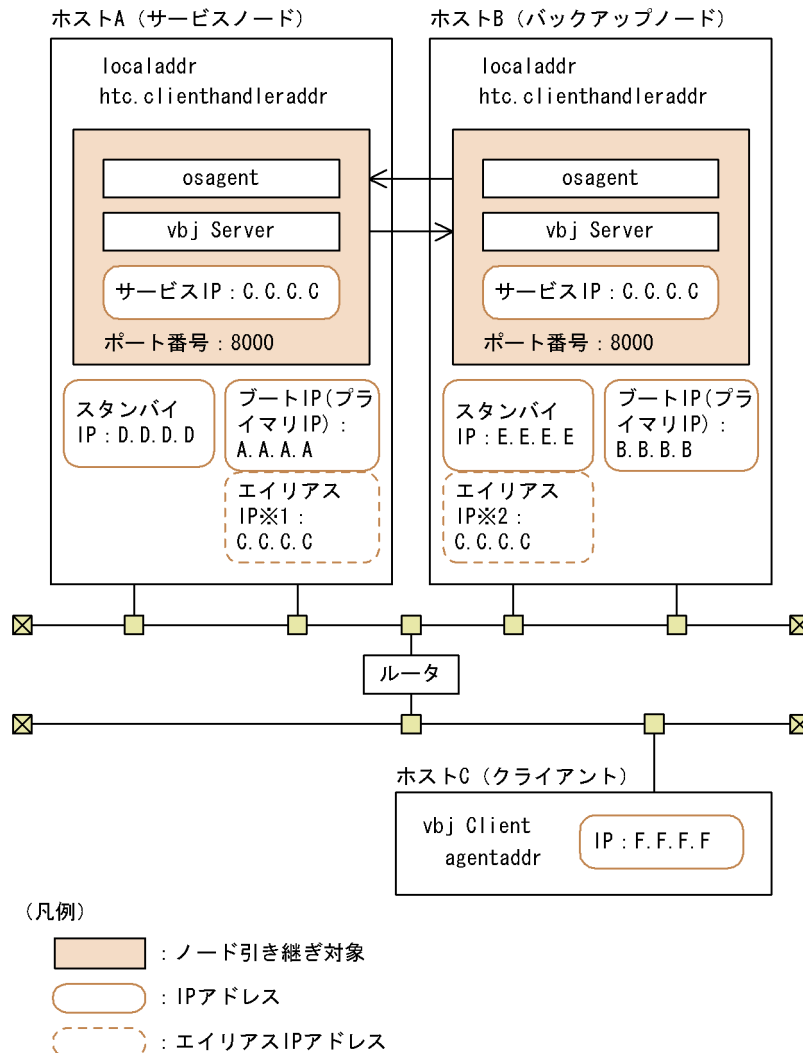 ホストA（サービスノード）
localaddr
htc.clienthandleraddr
osagent
vbj Server
サービスIP：C.C.C.C
ポート番号：8000
スタンバイ
IP：D.D.D.D
ブートIP(プラ
イマリIP)：
A.A.A.A
エイリアス
IP※1：
C.C.C.C
ホストB（バックアップノード）
localaddr
htc.clienthandleraddr
osagent
vbj Server
サービスIP：C.C.C.C
ポート番号：8000
スタンバイ
IP：E.E.E.E
ブートIP(プラ
イマリIP)：
B.B.B.B
エイリアス
IP※2：
C.C.C.C
ルータ
ホストC（クライアント）
vbj Client
agentaddr
IP：F.F.F.F
（凡例）
：ノード引き継ぎ対象
：IPアドレス
：エイリアスIPアドレス